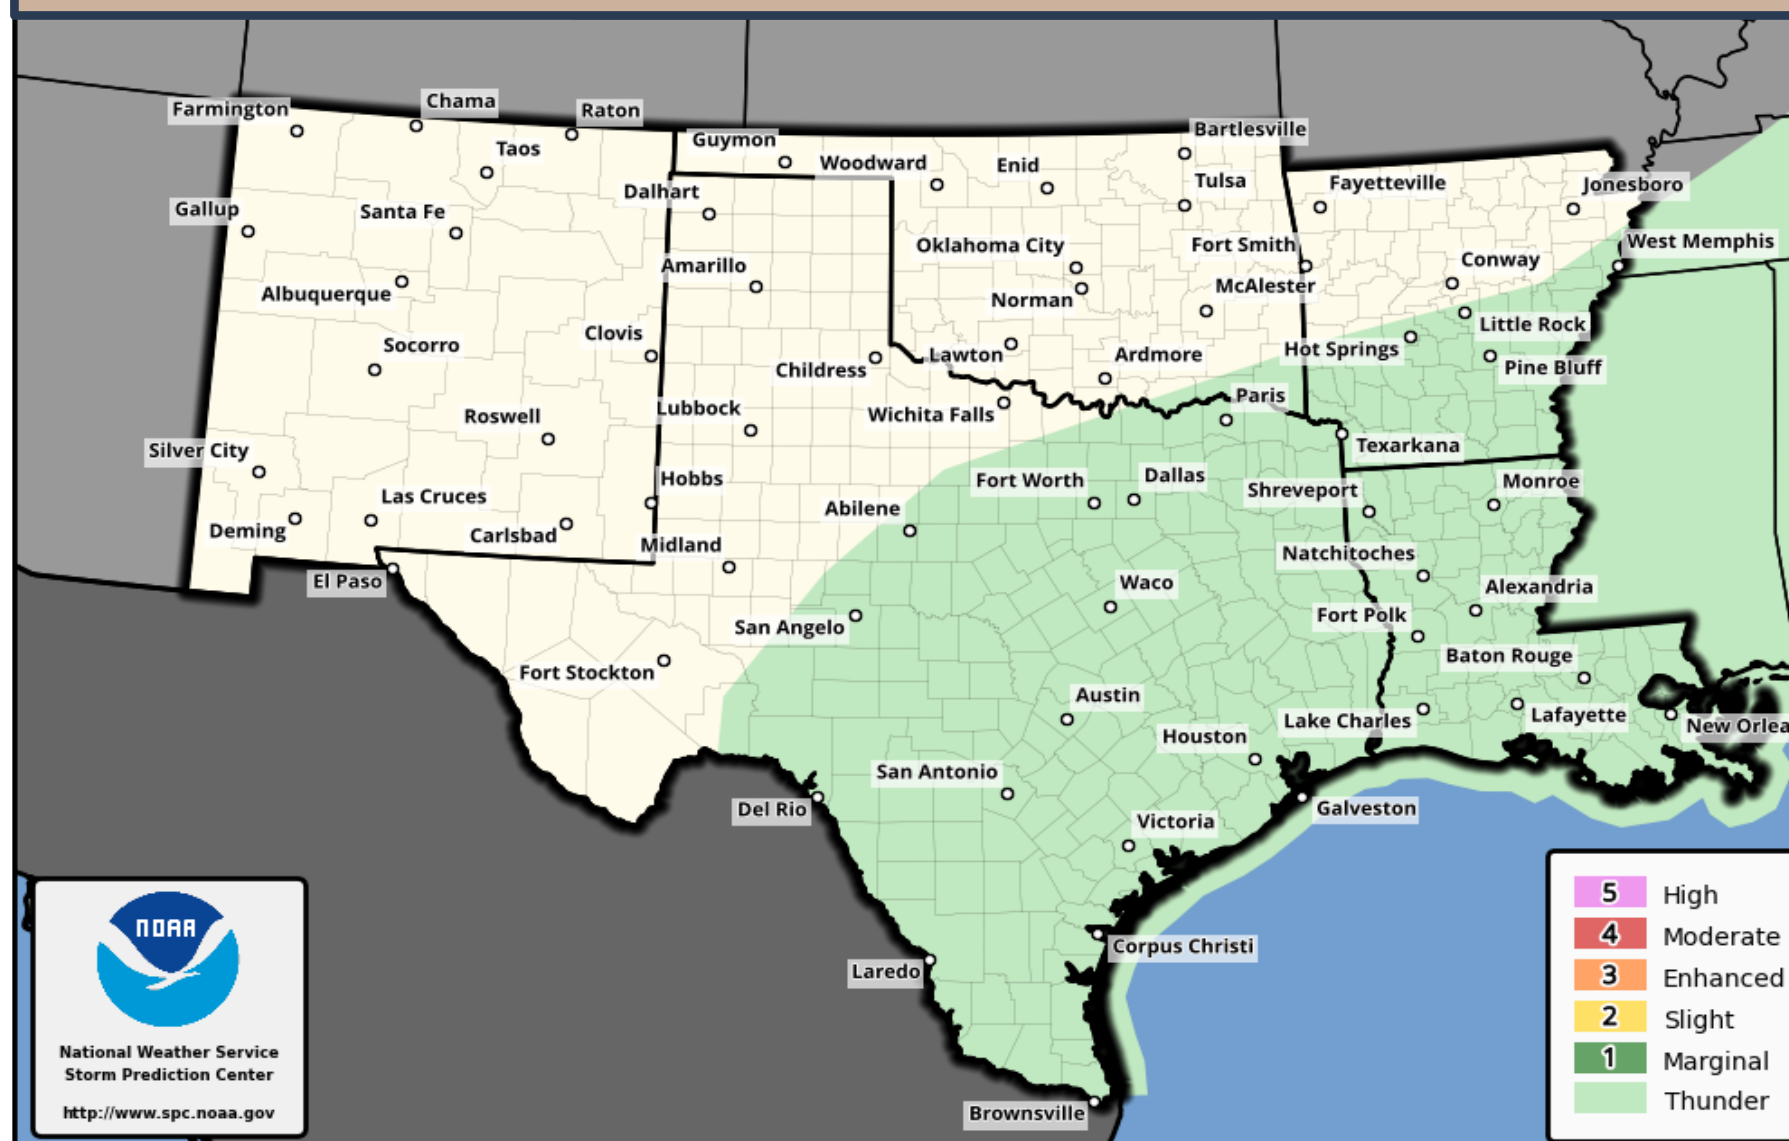 Farmington
Chama
Raton
Taos
Guymon
Woodward
Enid
Bartlesville
Tulsa
Fayetteville
Jonesboro
Gallup
Santa Fe
Dalhart
Oklahoma City
Fort Smith
West Memphis
Conway
Albuquerque
Amarillo
Norman
McAlester
Socorro
Clovis
Childress
Lawton
Ardmore
Hot Springs
Little Rock
Pine Bluff
Roswell
Lubbock
Wichita Falls
Paris
Silver City
Texarkana
Las Cruces
Hobbs
Fort Worth
Dallas
Shreveport
Monroe
Deming
Carlsbad
Midland
Abilene
Natchitoches
El Paso
Waco
Alexandria
San Angelo
Fort Polk
Fort Stockton
Baton Rouge
Austin
Lake Charles
Lafayette
New Orlea
Houston
San Antonio
Del Rio
Galveston
Victoria
Corpus Christi
Laredo
Brownsville
NOAA
National Weather Service
Storm Prediction Center
http://www.spc.noaa.gov
5 High
4 Moderate
3 Enhanced
2 Slight
1 Marginal
Thunder